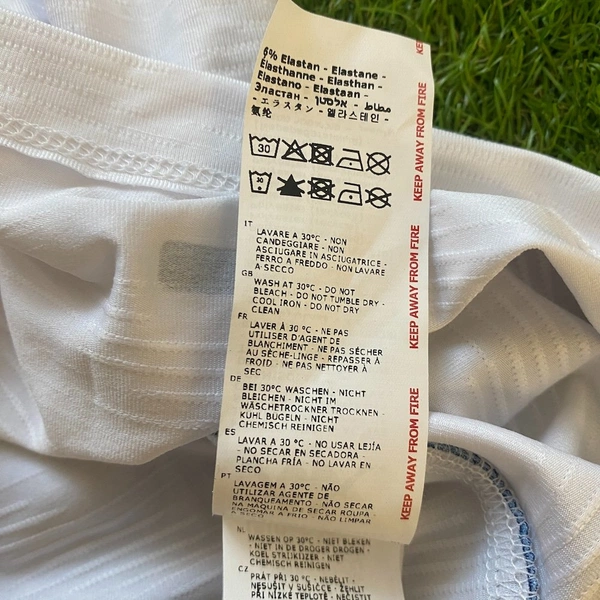 6% Elastan - Elastane -
Elasthanne - Elasthan -
Elastano - Elastaan -
Эластан - אלסטן - مطاط
- エラスタン - 엘라스테인 -
氨纶
30
30
IT
LAVARE A 30°C - NON
CANDEGGIARE - NON
ASCIUGARE IN ASCIUGATRICE -
FERRO A FREDDO - NON LAVARE
A SECCO
GB
WASH AT 30°C - DO NOT
BLEACH - DO NOT TUMBLE DRY -
COOL IRON - DO NOT DRY
CLEAN
FR
LAVER À 30 °C - NE PAS
UTILISER D'AGENT DE
BLANCHIMENT - NE PAS SÉCHER
AU SÈCHE-LINGE - REPASSER À
FROID - NE PAS NETTOYER À
SEC
DE
BEI 30°C WASCHEN - NICHT
BLEICHEN - NICHT IM
WÄSCHETROCKNER TROCKNEN -
KUHL BÜGELN - NICHT
CHEMISCH REINIGEN
ES
LAVAR A 30 °C - NO USAR LEJÍA
- NO SECAR EN SECADORA -
PLANCHA FRÍA - NO LAVAR EN
SECO
PT
LAVAGEM A 30°C - NÃO
UTILIZAR AGENTE DE
BRANQUEAMENTO - NÃO SECAR
NA MÁQUINA DE SECAR ROUPA -
ENGOMAR A FRIO - NÃO LIMPAR
A SECO
NL
WASSEN OP 30°C - NIET BLEKEN
- NIET IN DE DROGER DROGEN -
KOEL STRIJKIJZER - NIET
CHEMISCH REINIGEN
CZ
PRÁT PŘI 30 °C - NEBĚLIT -
NESUŠIT V SUŠIČCE - ŽEHLIT
PŘI NÍZKÉ TEPLOTĚ - NEČISTIT
KE
KEEP AWAY FROM FIRE
KEEP AWAY FROM FIRE
KEEP AWAY FROM FIRE